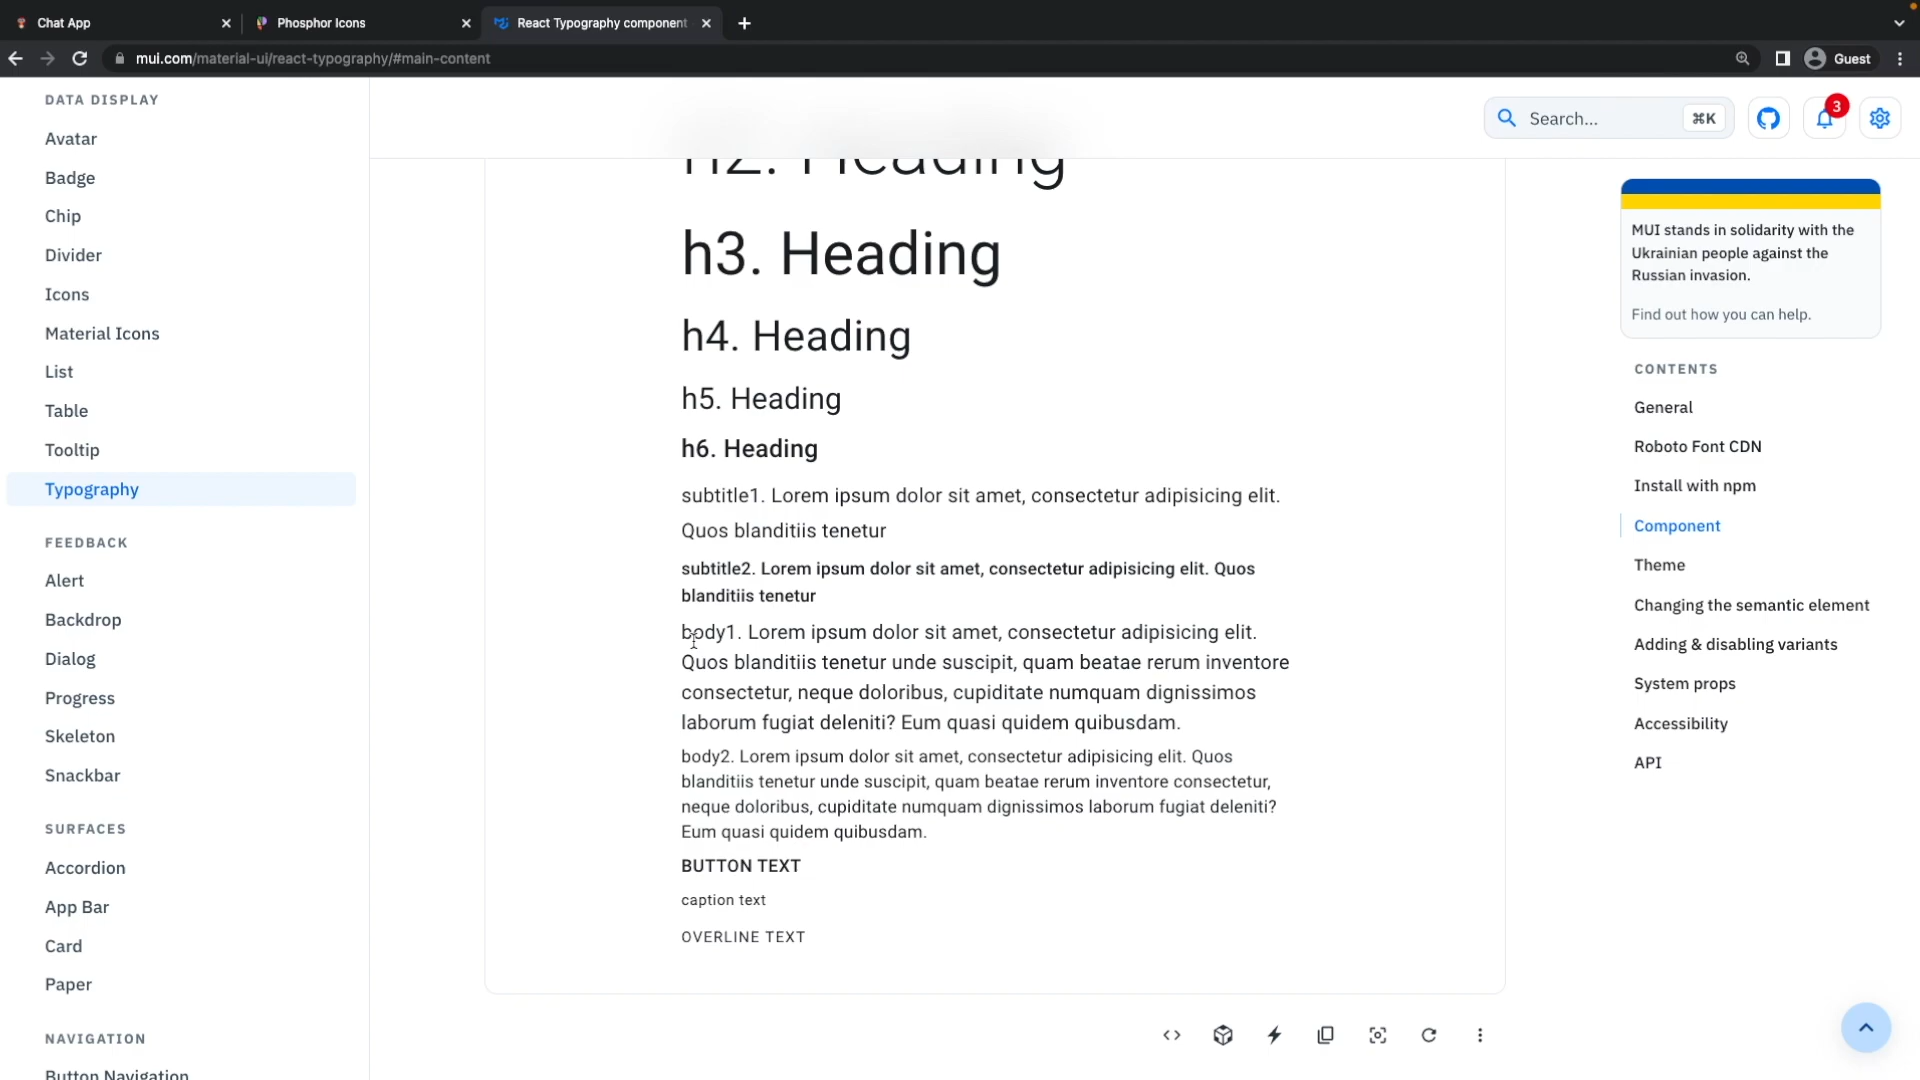 Chat App
Phosphor Icons
React Typography component
mui.com/material-ui/react-typography/#main-content
Guest
DATA DISPLAY
Avatar
Badge
Chip
Divider
Icons
Material Icons
List
Table
Tooltip
Typography
FEEDBACK
Alert
Backdrop
Dialog
Progress
Skeleton
Snackbar
SURFACES
Accordion
App Bar
Card
Paper
NAVIGATION
Button Navigation
Search...
⌘K
3
h2. Heading
h3. Heading
h4. Heading
h5. Heading
h6. Heading
subtitle1. Lorem ipsum dolor sit amet, consectetur adipisicing elit.
Quos blanditiis tenetur
subtitle2. Lorem ipsum dolor sit amet, consectetur adipisicing elit. Quos
blanditiis tenetur
body1. Lorem ipsum dolor sit amet, consectetur adipisicing elit.
Quos blanditiis tenetur unde suscipit, quam beatae rerum inventore
consectetur, neque doloribus, cupiditate numquam dignissimos
laborum fugiat deleniti? Eum quasi quidem quibusdam.
body2. Lorem ipsum dolor sit amet, consectetur adipisicing elit. Quos
blanditiis tenetur unde suscipit, quam beatae rerum inventore consectetur,
neque doloribus, cupiditate numquam dignissimos laborum fugiat deleniti?
Eum quasi quidem quibusdam.
BUTTON TEXT
caption text
OVERLINE TEXT
MUI stands in solidarity with the
Ukrainian people against the
Russian invasion.
Find out how you can help.
CONTENTS
General
Roboto Font CDN
Install with npm
Component
Theme
Changing the semantic element
Adding & disabling variants
System props
Accessibility
API